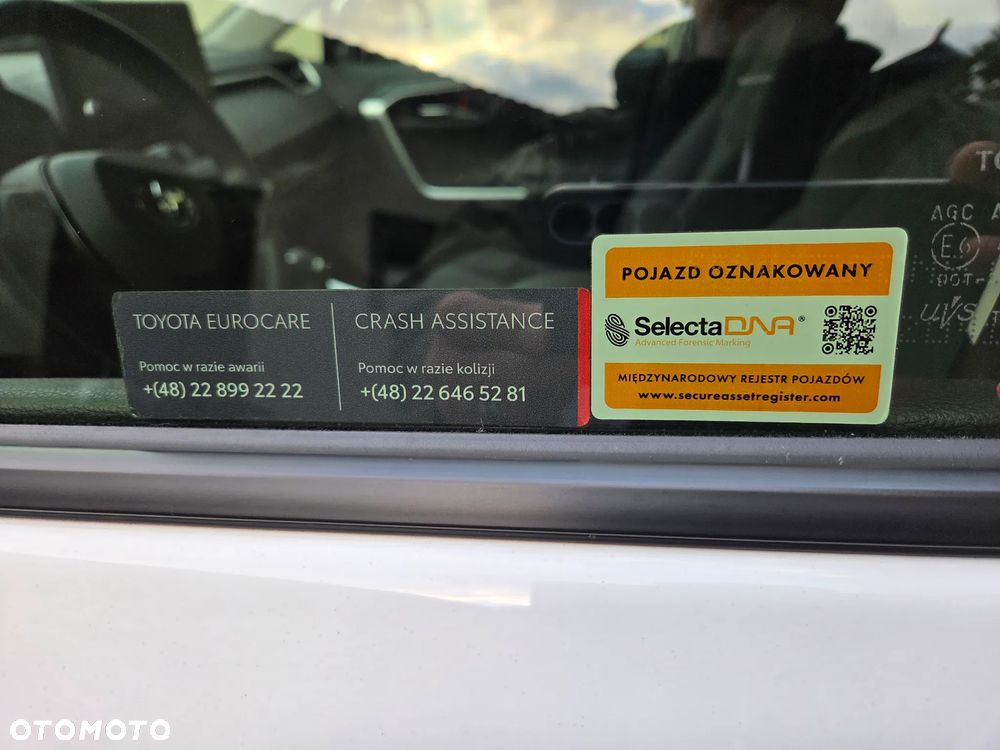 TOYOTA EUROCARE
Pomoc w razie awarii
+(48) 22 899 22 22
CRASH ASSISTANCE
Pomoc w razie kolizji
+(48) 22 646 52 81
POJAZD OZNAKOWANY
SelectaDNA®
Advanced Forensic Marking
MIĘDZYNARODOWY REJESTR POJAZDÓW
www.secureassetregister.com
AGC
OTOMOTO